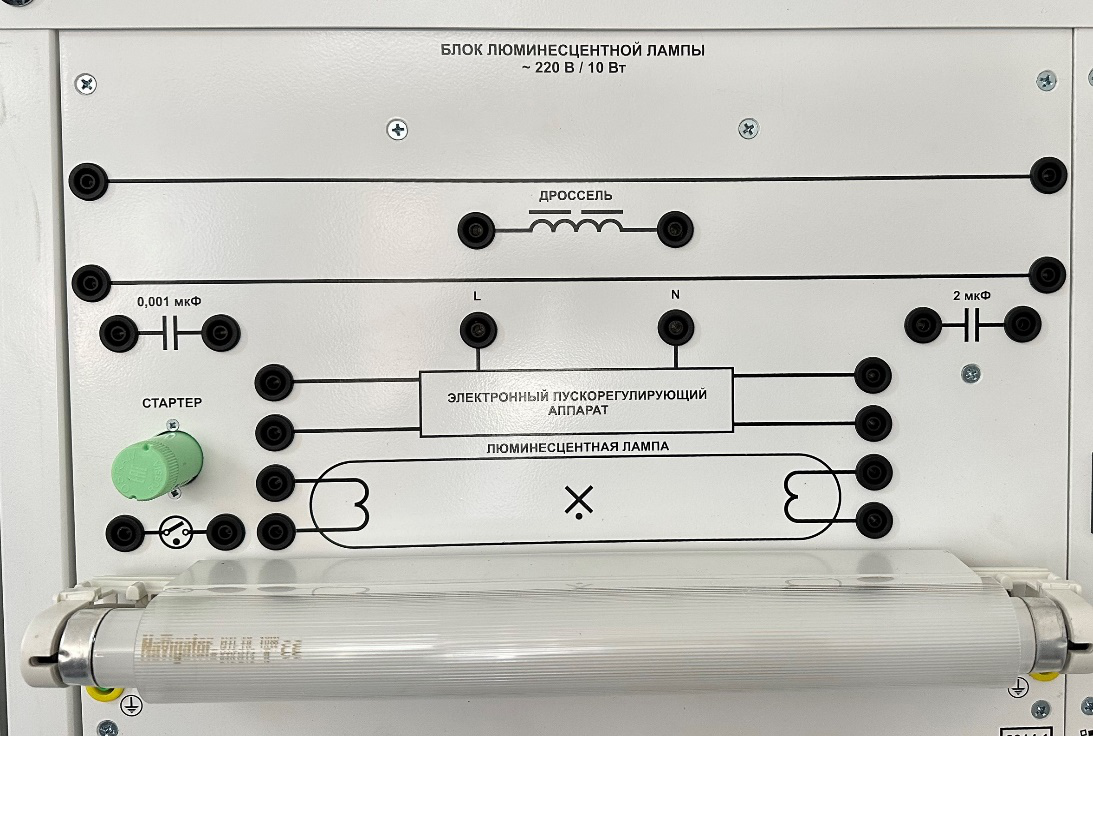 БЛОК ЛЮМИНЕСЦЕНТНОЙ ЛАМПЫ
~ 220 В / 10 Вт
ДРОССЕЛЬ
0,001 мкФ
L
N
2 мкФ
СТАРТЕР
ЭЛЕКТРОННЫЙ ПУСКОРЕГУЛИРУЮЩИЙ
АППАРАТ
ЛЮМИНЕСЦЕНТНАЯ ЛАМПА
Navigator